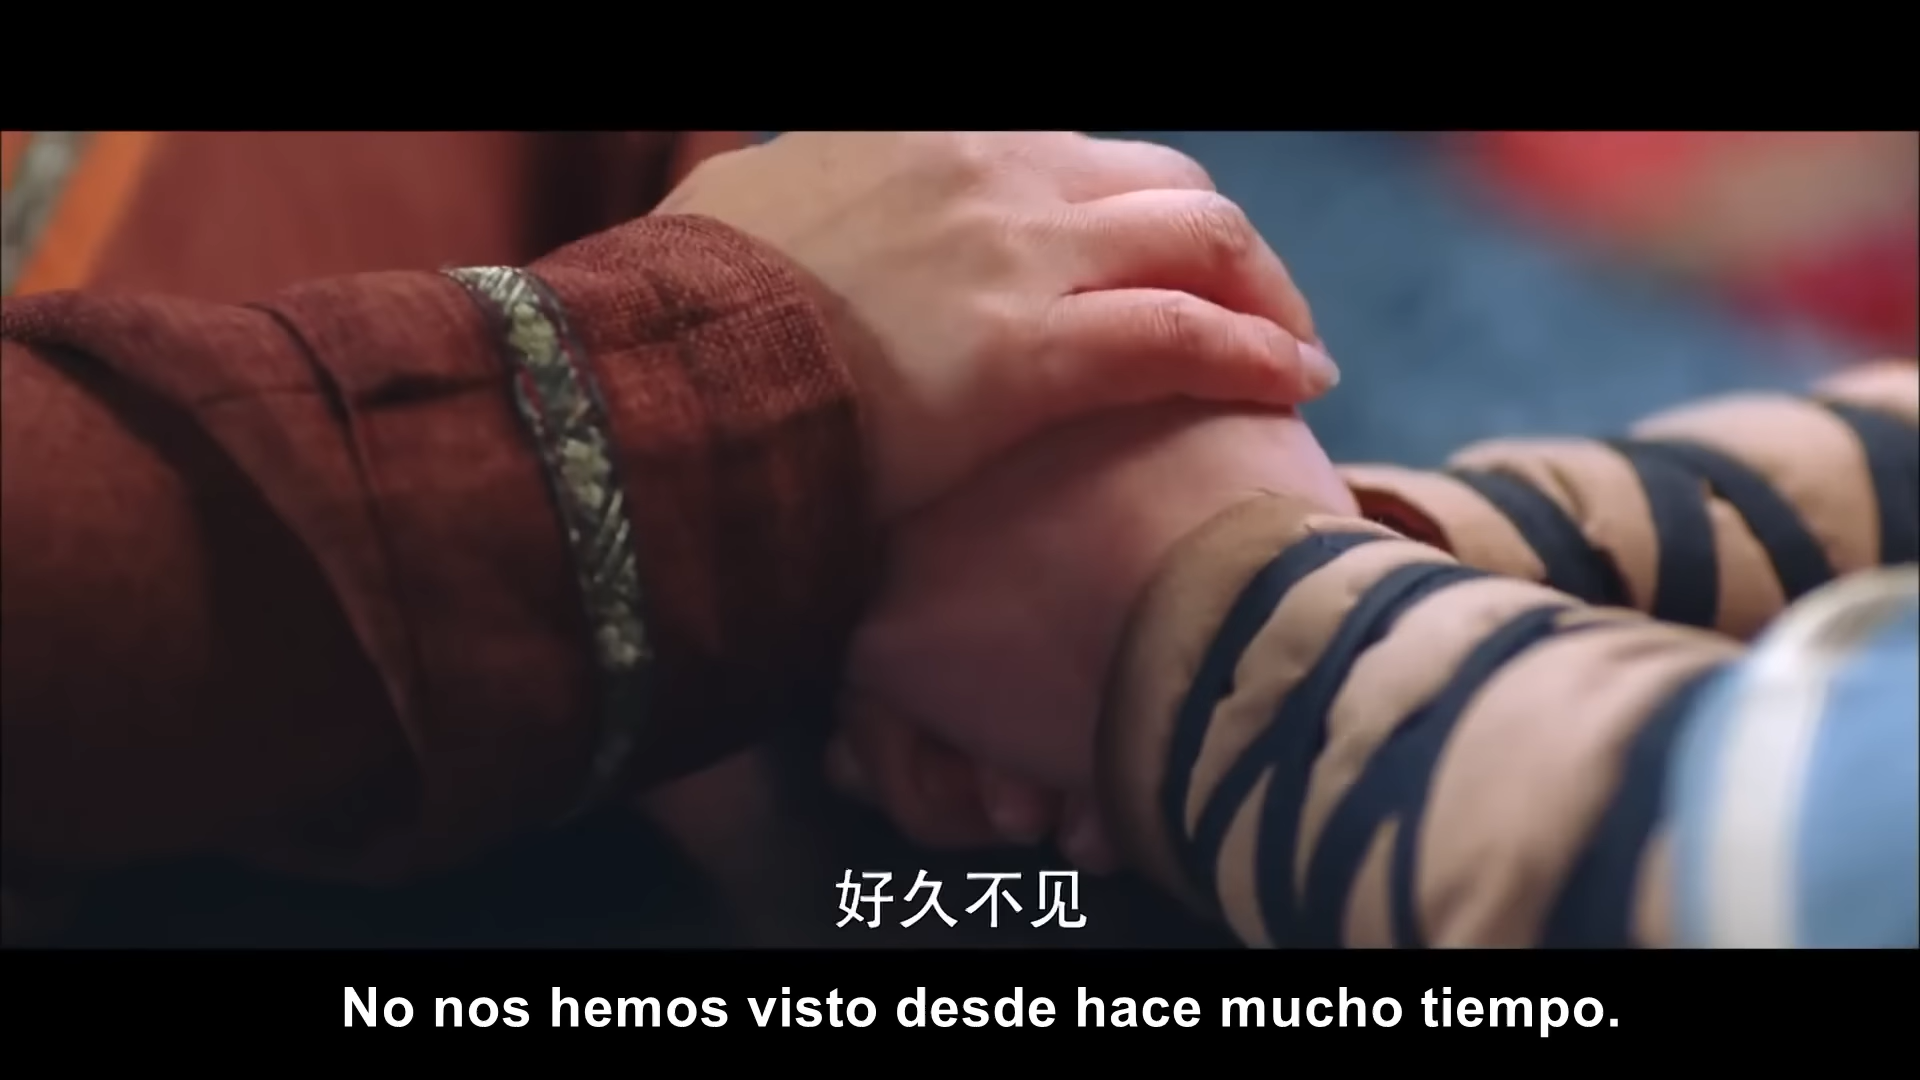 好久不见
No nos hemos visto desde hace mucho tiempo.